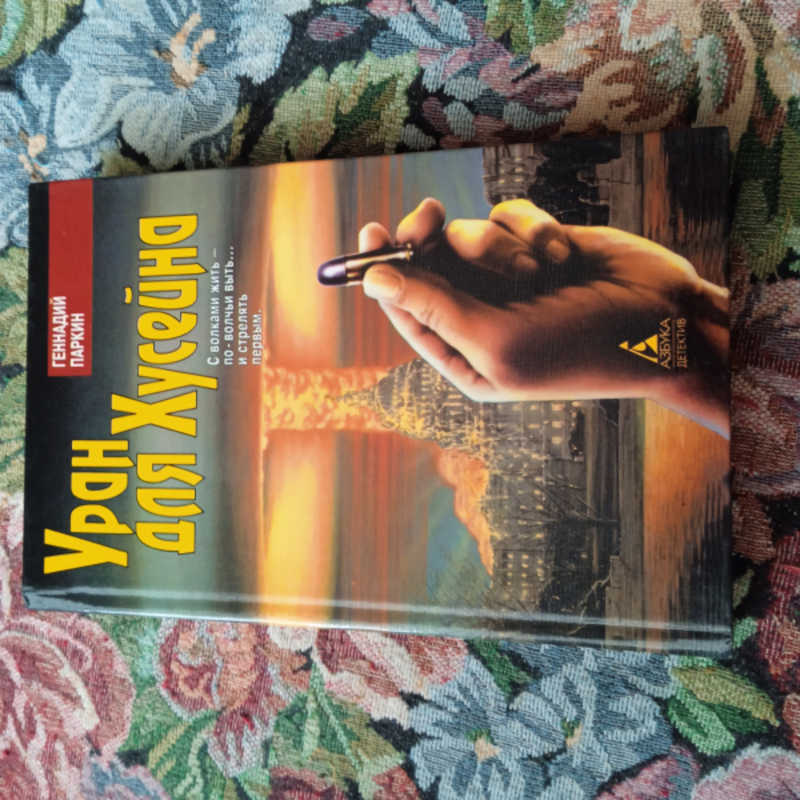 ГЕННАДИЙ
ПАРКИН
Уран
для Хусейна
С волками жить —
по-волчьи выть...
и стрелять
первым.
АЗБУКА
ДЕТЕКТИВ